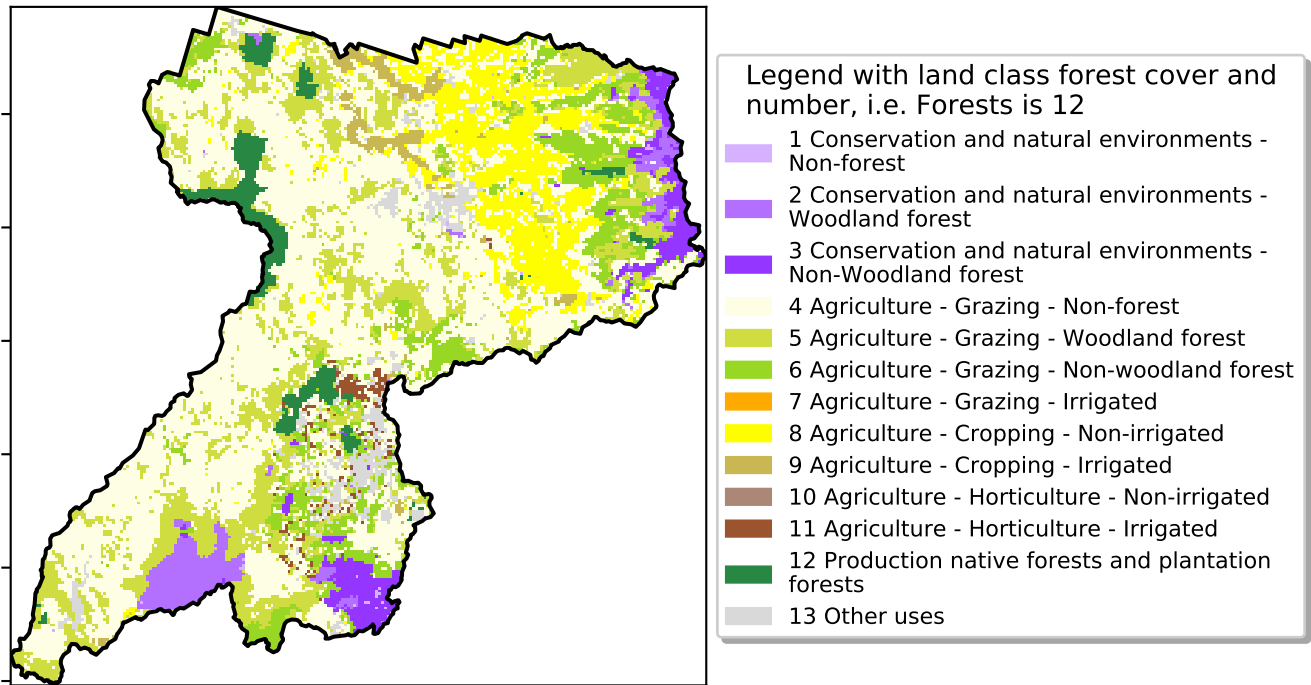 Legend with land class forest cover and
number, i.e. Forests is 12
1 Conservation and natural environments -
Non-forest
2 Conservation and natural environments -
Woodland forest
3 Conservation and natural environments -
Non-Woodland forest
4 Agriculture - Grazing - Non-forest
5 Agriculture - Grazing - Woodland forest
6 Agriculture - Grazing - Non-woodland forest
7 Agriculture - Grazing - Irrigated
8 Agriculture - Cropping - Non-irrigated
9 Agriculture - Cropping - Irrigated
10 Agriculture - Horticulture - Non-irrigated
11 Agriculture - Horticulture - Irrigated
12 Production native forests and plantation
forests
13 Other uses